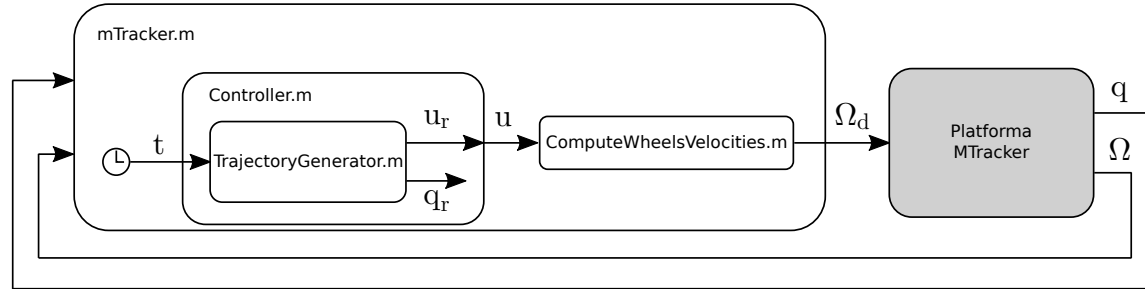 mTracker.m
Controller.m
t
TrajectoryGenerator.m
u_r
q_r
u
ComputeWheelsVelocities.m
Ω_d
Platforma
MTracker
q
Ω